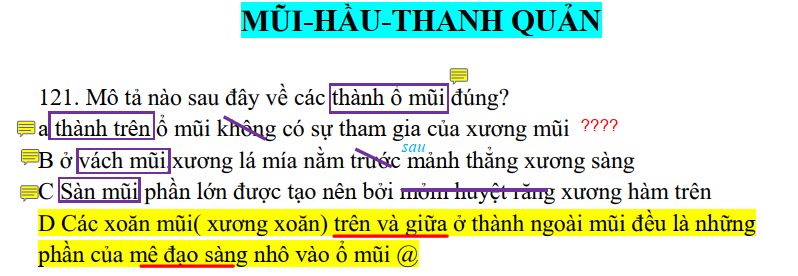 MŨI-HẦU-THANH QUẢN
121. Mô tả nào sau đây về các thành ổ mũi đúng?
a thành trên ổ mũi không có sự tham gia của xương mũi ????
sau
B ở vách mũi xương lá mía nằm trước mảnh thẳng xương sàng
C Sàn mũi phần lớn được tạo nên bởi mỏm huyệt răng xương hàm trên
D Các xoăn mũi( xương xoăn) trên và giữa ở thành ngoài mũi đều là những
phần của mê đạo sàng nhô vào ổ mũi @